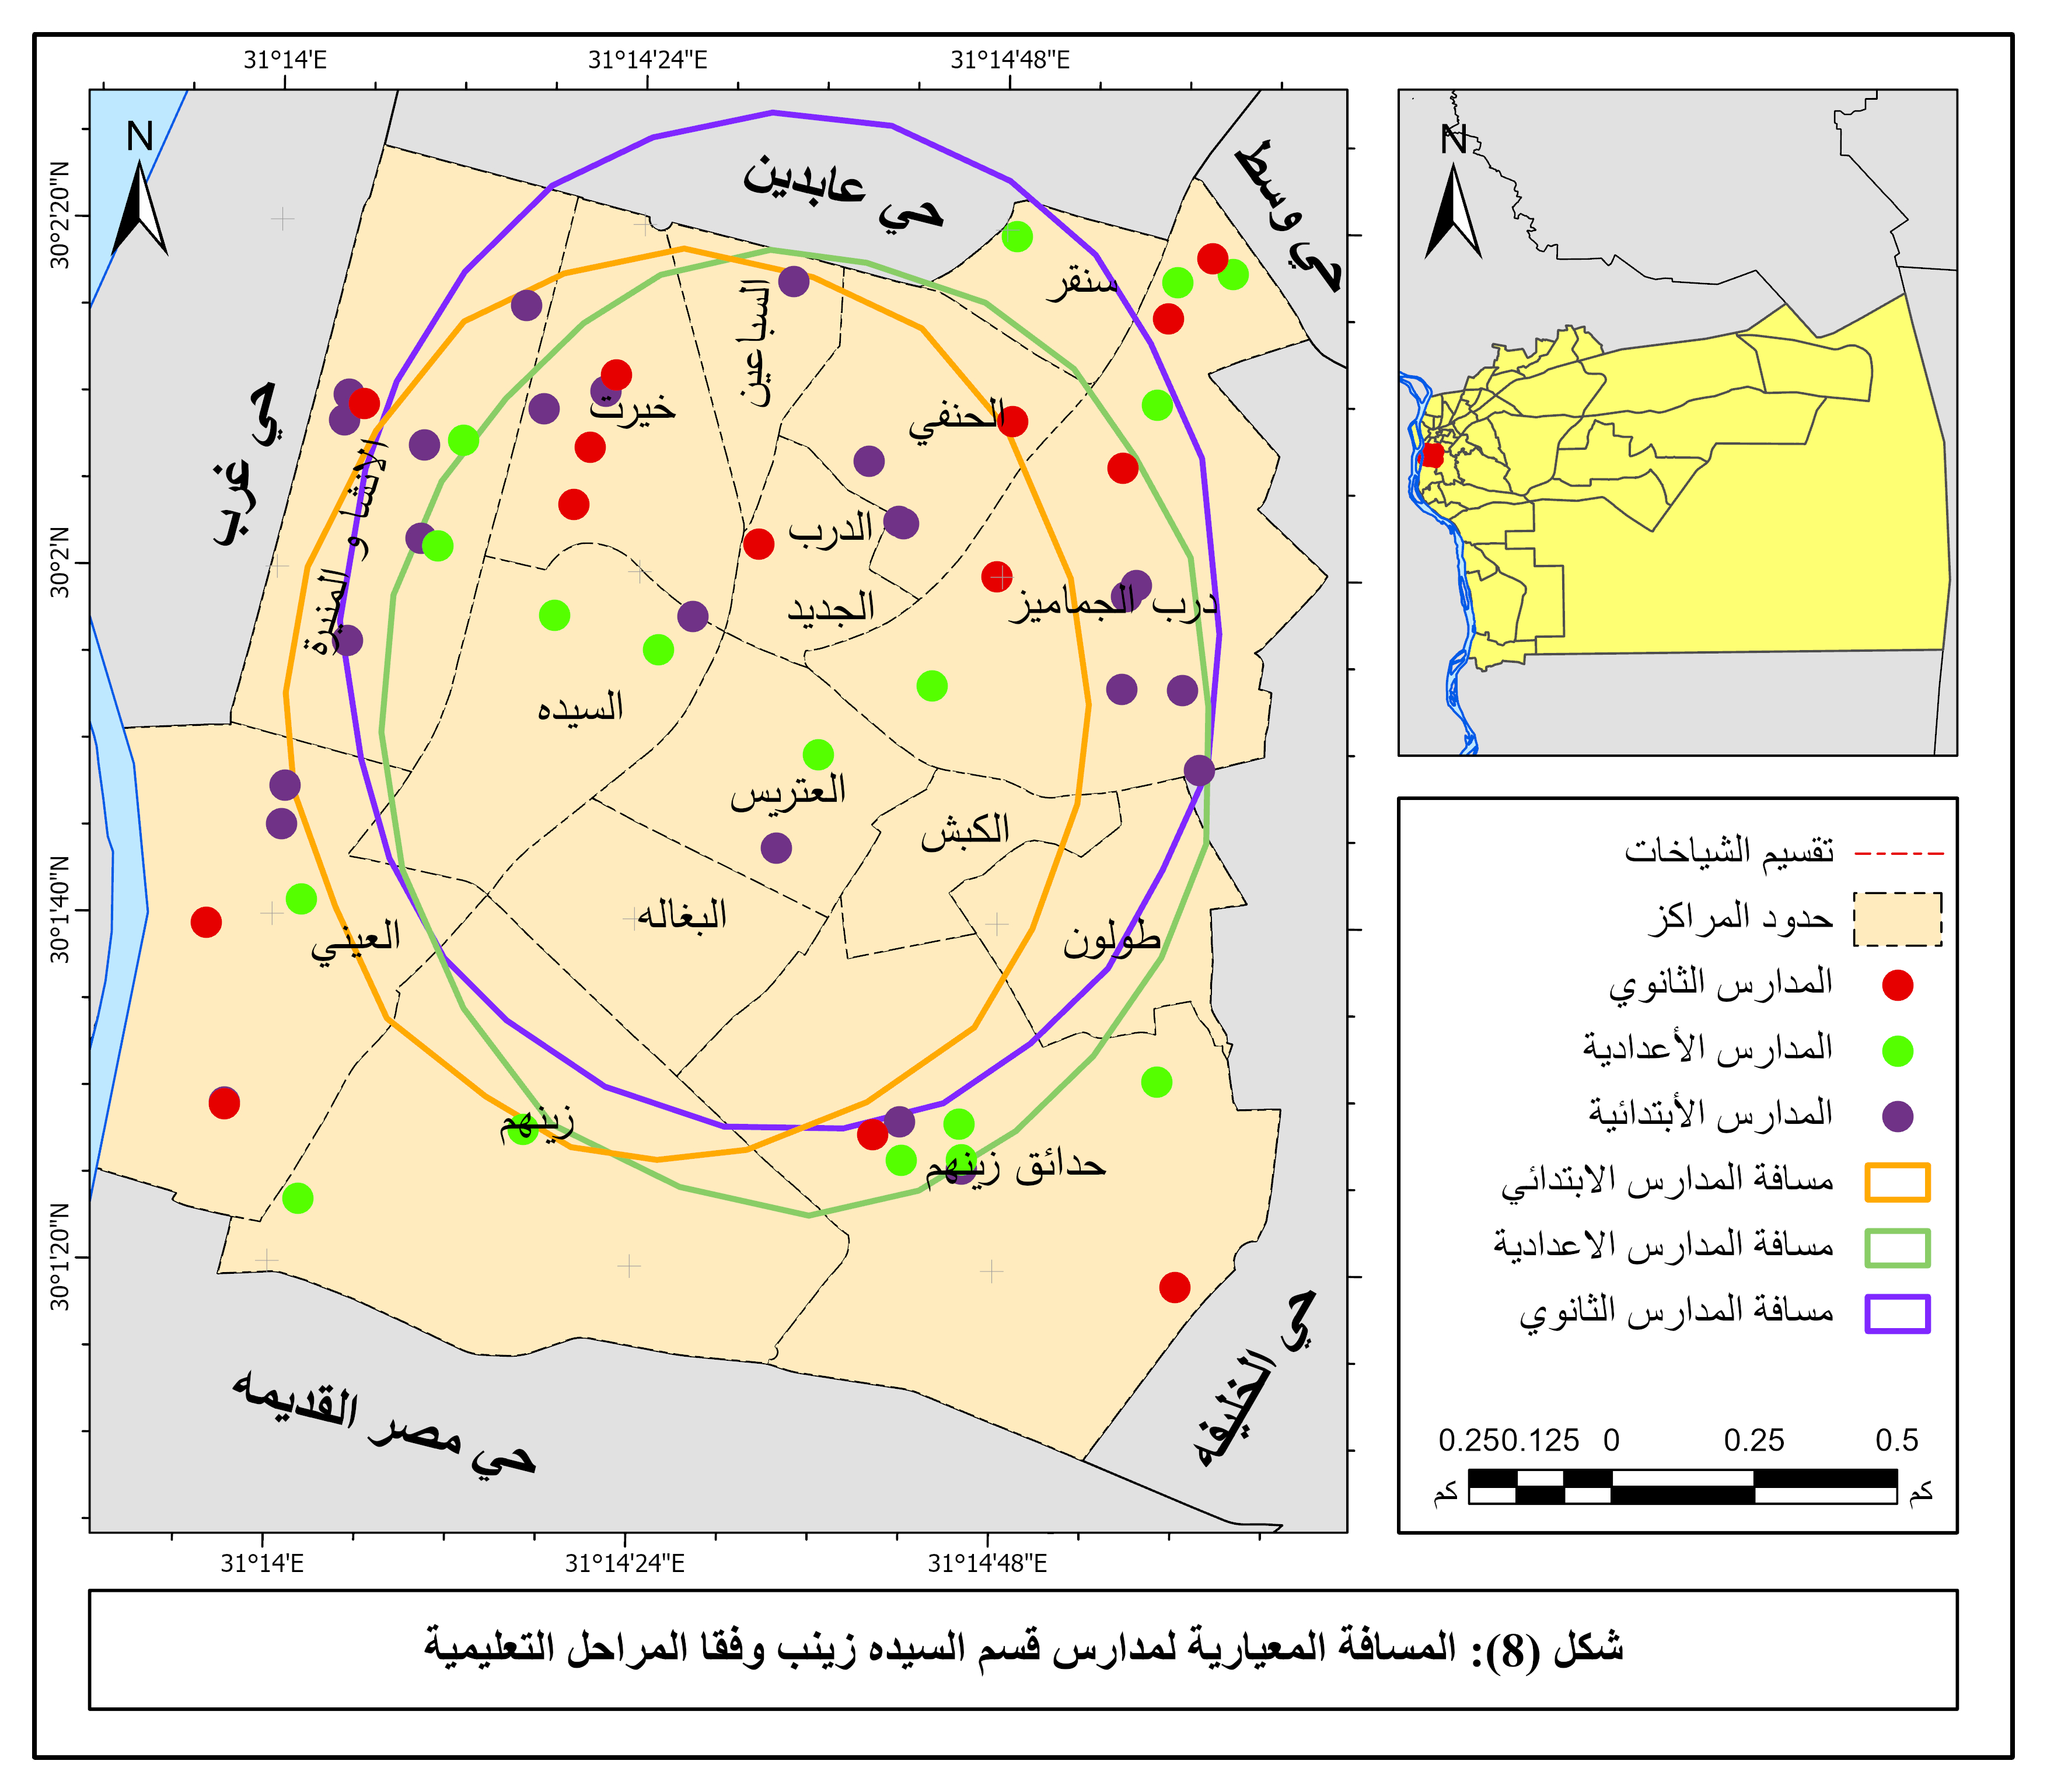 31°14'E
31°14'24"E
31°14'48"E
30°2'20"N
30°2'N
30°1'40"N
30°1'20"N
N
حي عابدين
حي وسط
حي غرب
سنقر
السباعين
خيرت
الحنفي
الانشا و المنيرة
الدرب
الجديد
درب الجماميز
السيده
العتريس
الكبش
البغاله
العيني
طولون
زينهم
حدائق زينهم
حي الخليفه
حي مصر القديمه
31°14'E
31°14'24"E
31°14'48"E
N
تقسيم الشياخات
حدود المراكز
المدارس الثانوي
المدارس الأعدادية
المدارس الأبتدائية
مسافة المدارس الابتدائي
مسافة المدارس الاعدادية
مسافة المدارس الثانوي
0.25 0.125 0 0.25 0.5
كم
كم
شكل (8): المسافة المعيارية لمدارس قسم السيده زينب وفقا المراحل التعليمية